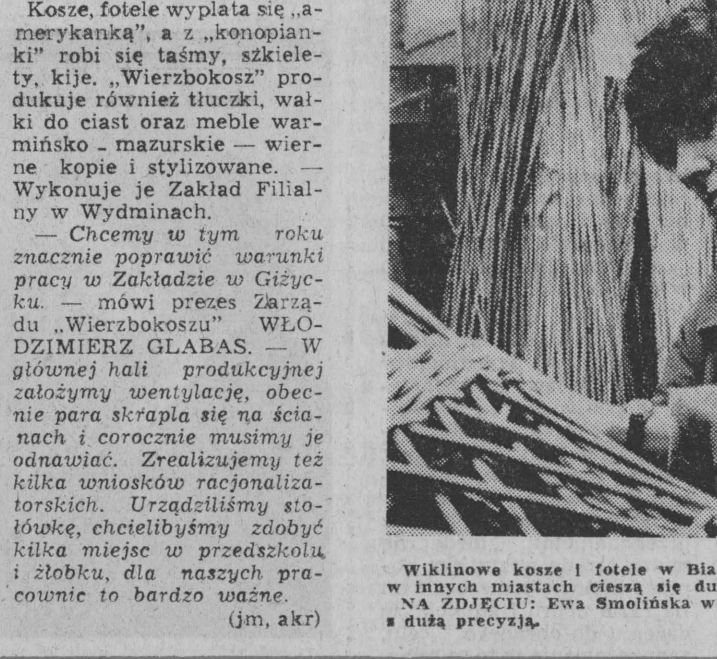 Kosze, fotele wyplata się „a-
merykanką”, a z „konopian-
ki” robi się taśmy, szkiele-
ty, kije. „Wierzbokosz” pro-
dukuje również tłuczki, wał-
ki do ciast oraz meble war-
mińsko - mazurskie — wier-
ne kopie i stylizowane. —
Wykonuje je Zakład Filial-
ny w Wydminach.
— Chcemy w tym roku
znacznie poprawić warunki
pracy w Zakładzie w Giżyc-
ku. — mówi prezes Zarzą-
du „Wierzbokoszu” WŁO-
DZIMIERZ GLABAS. — W
głównej hali produkcyjnej
założymy wentylację, obec-
nie para skrapla się na ścia-
nach i corocznie musimy je
odnawiać. Zrealizujemy też
kilka wniosków racjonaliza-
torskich. Urządziliśmy sto-
łówkę, chcielibyśmy zdobyć
kilka miejsc w przedszkolu
i żłobku, dla naszych pra-
cownic to bardzo ważne.
(jm, akr)
Wiklinowe kosze i fotele w Bia
w innych miastach cieszą się du
NA ZDJĘCIU: Ewa Smolińska w
z dużą precyzją.